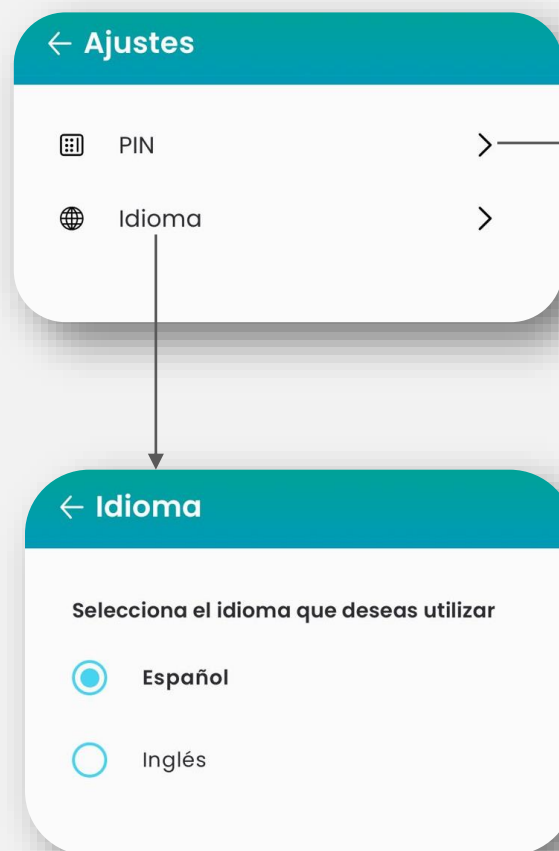 Ajustes
PIN
Idioma
Idioma
Selecciona el idioma que deseas utilizar
Español
Inglés